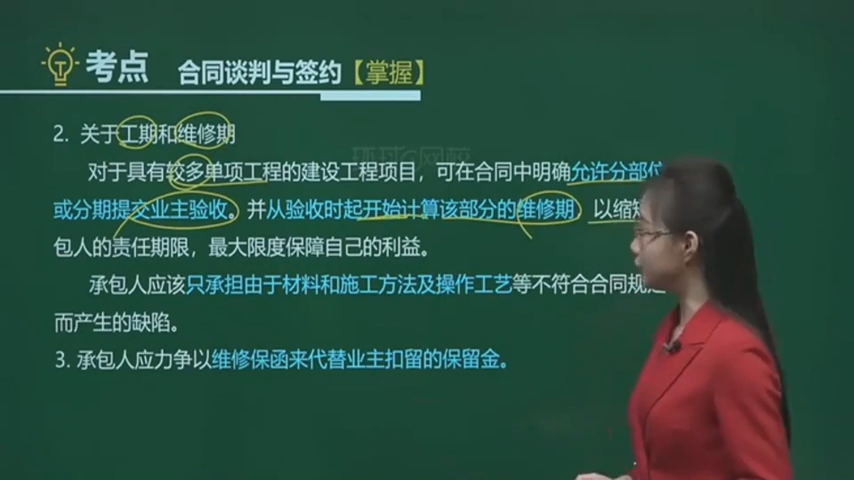 考点 合同谈判与签约【掌握】
2. 关于工期和维修期
对于具有较多单项工程的建设工程项目，可在合同中明确允许分部位
或分期提交业主验收。并从验收时起开始计算该部分的维修期，以缩短
包人的责任期限，最大限度保障自己的利益。
承包人应该只承担由于材料和施工方法及操作工艺等不符合合同规定
而产生的缺陷。
3. 承包人应力争以维修保函来代替业主扣留的保留金。